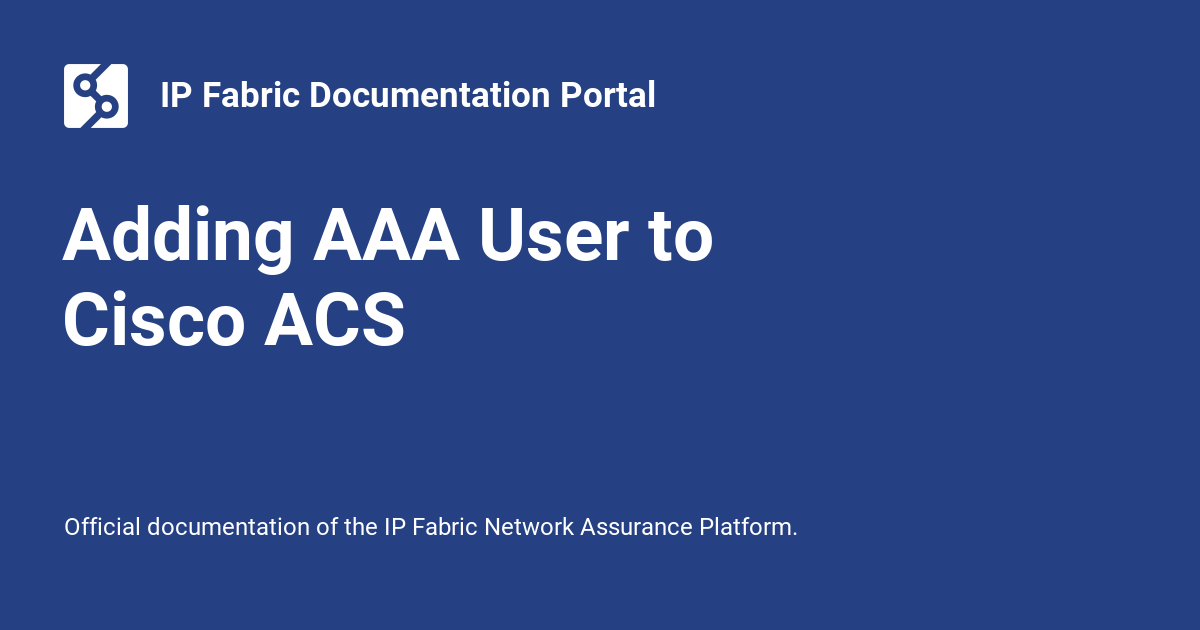 IP Fabric Documentation Portal
Adding AAA User to
Cisco ACS
Official documentation of the IP Fabric Network Assurance Platform.